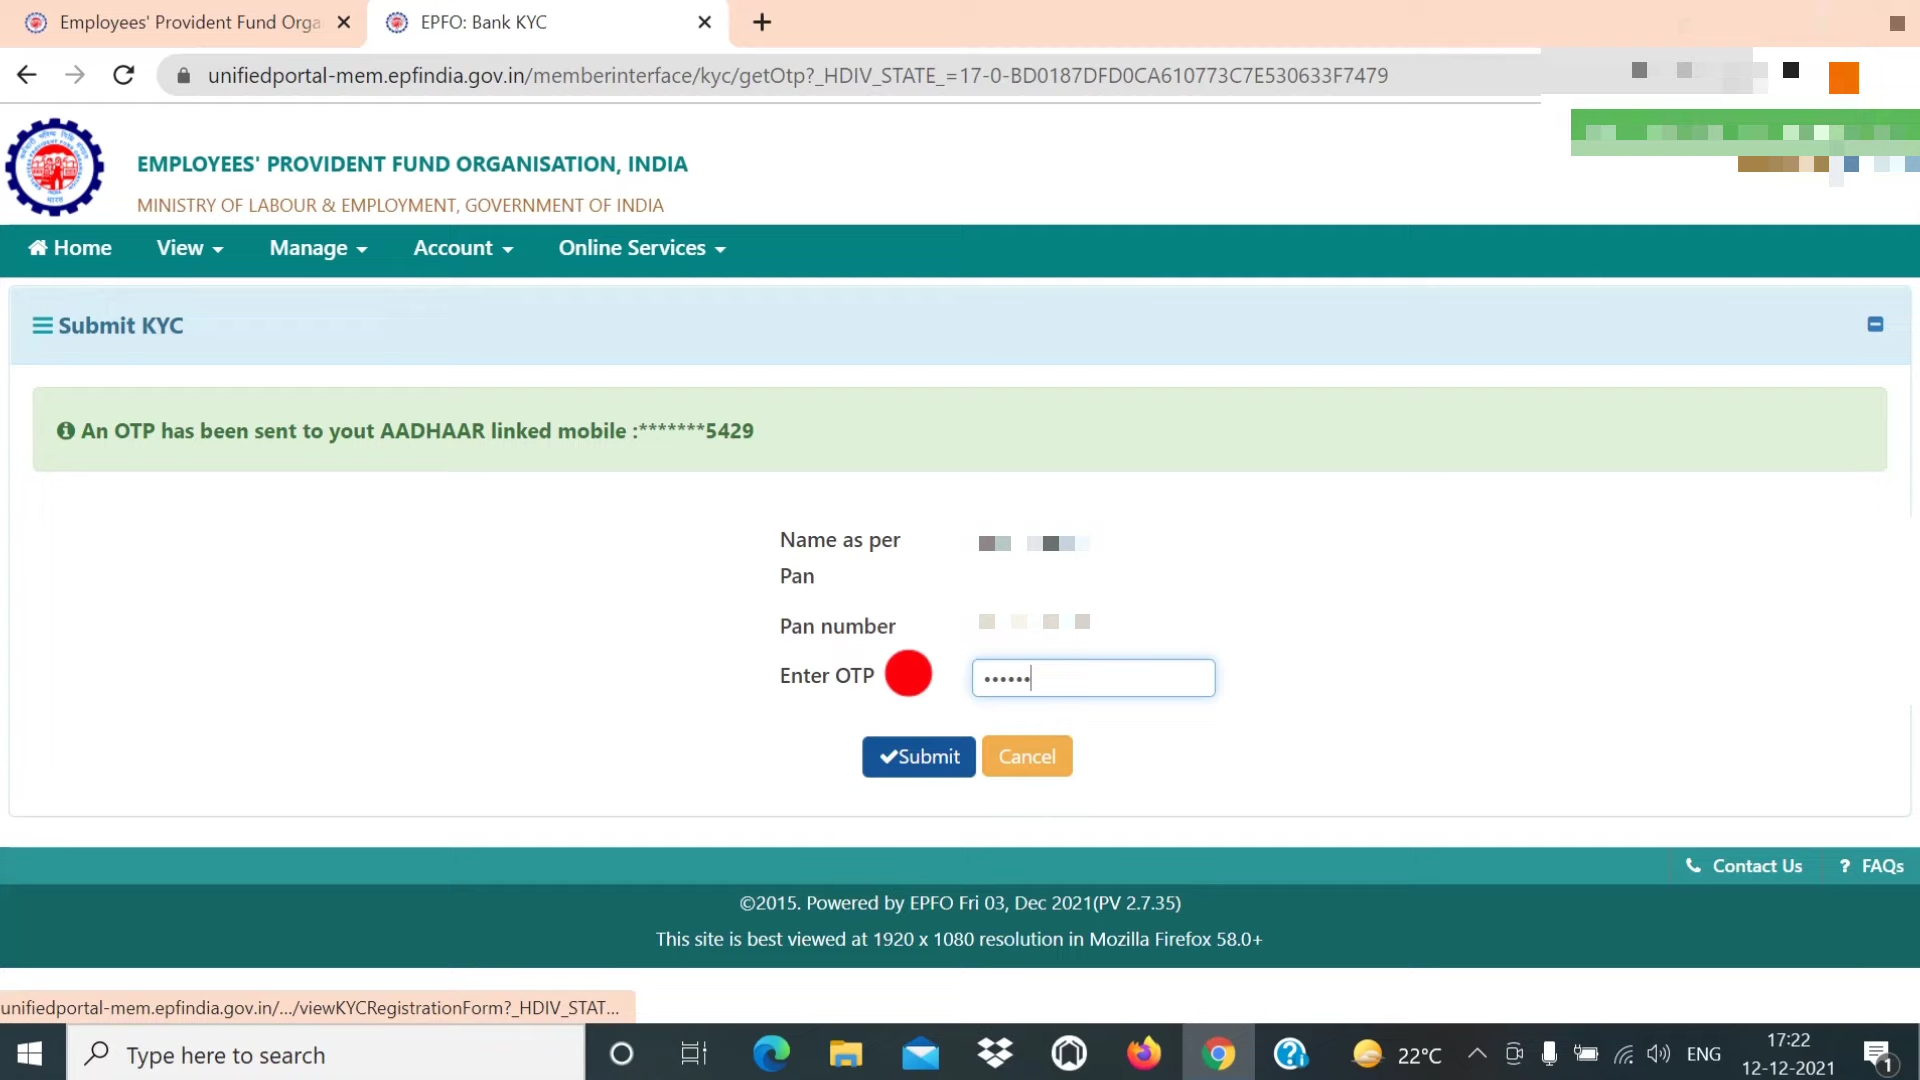 Employees' Provident Fund Orga
EPFO: Bank KYC
unifiedportal-mem.epfindia.gov.in/memberinterface/kyc/getOtp?_HDIV_STATE_=17-0-BD0187DFD0CA610773C7E530633F7479
EMPLOYEES' PROVIDENT FUND ORGANISATION, INDIA
MINISTRY OF LABOUR & EMPLOYMENT, GOVERNMENT OF INDIA
Home View Manage Account Online Services
Submit KYC
An OTP has been sent to yout AADHAAR linked mobile :*******5429
Name as per
Pan
Pan number
Enter OTP ••••••
Submit Cancel
Contact Us ? FAQs
©2015. Powered by EPFO Fri 03, Dec 2021(PV 2.7.35)
This site is best viewed at 1920 x 1080 resolution in Mozilla Firefox 58.0+
unifiedportal-mem.epfindia.gov.in/.../viewKYCRegistrationForm?_HDIV_STAT...
Type here to search
22°C
ENG
17:22
12-12-2021
1